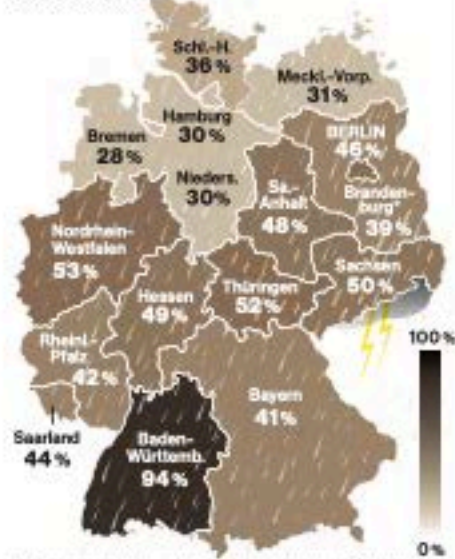 Schl.-H.
36 %
Meckl.-Vorp.
31 %
Hamburg
30 %
Bremen
28 %
BERLIN
46 %
Nieders.
30 %
Sa.-
Anhalt
48 %
Branden-
burg*
39 %
Nordrhein-
Westfalen
53 %
Sachsen
50 %
Hessen
49 %
Thüringen
52 %
Rheinl.-
Pfalz
42 %
Bayern
41 %
Saarland
44 %
Baden-
Württemb.
94 %
100 %
0 %